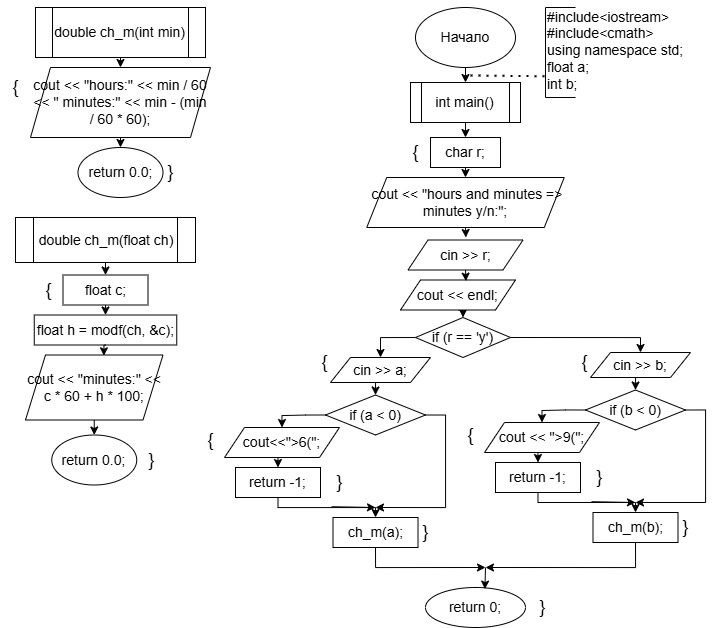 double ch_m(int min)
{
cout << "hours:" << min / 60
<< " minutes:" << min - (min
/ 60 * 60);
return 0.0;
}
double ch_m(float ch)
{
float c;
float h = modf(ch, &c);
cout << "minutes:" <<
c * 60 + h * 100;
return 0.0;
}
Начало
#include<iostream>
#include<cmath>
using namespace std;
float a;
int b;
int main()
{
char r;
cout << "hours and minutes =>
minutes y/n:";
cin >> r;
cout << endl;
if (r == 'y')
{
cin >> a;
if (a < 0)
{
cout<<">6(";
return -1;
}
ch_m(a);
}
{
cin >> b;
if (b < 0)
{
cout << ">9(";
return -1;
}
ch_m(b);
}
return 0;
}